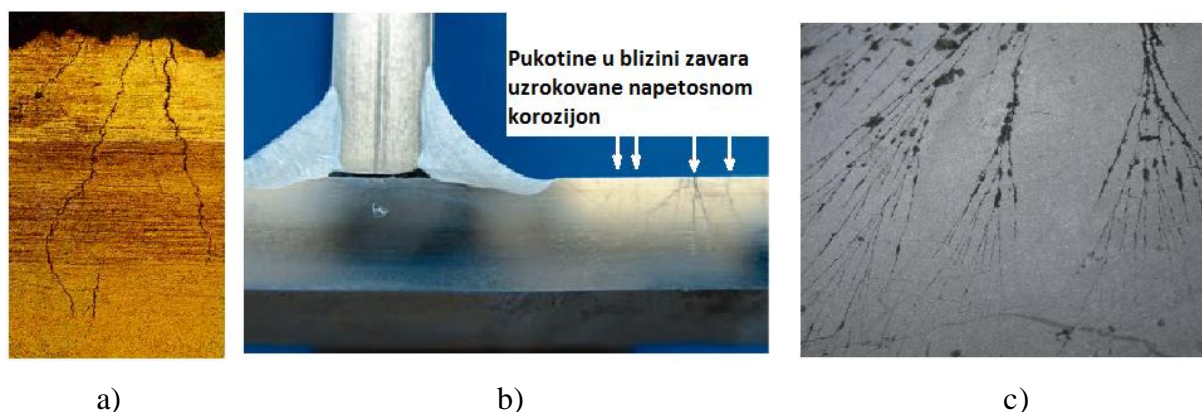 Pukotine u blizini zavara
uzrokovane napetosnom
korozijon
a)
b)
c)